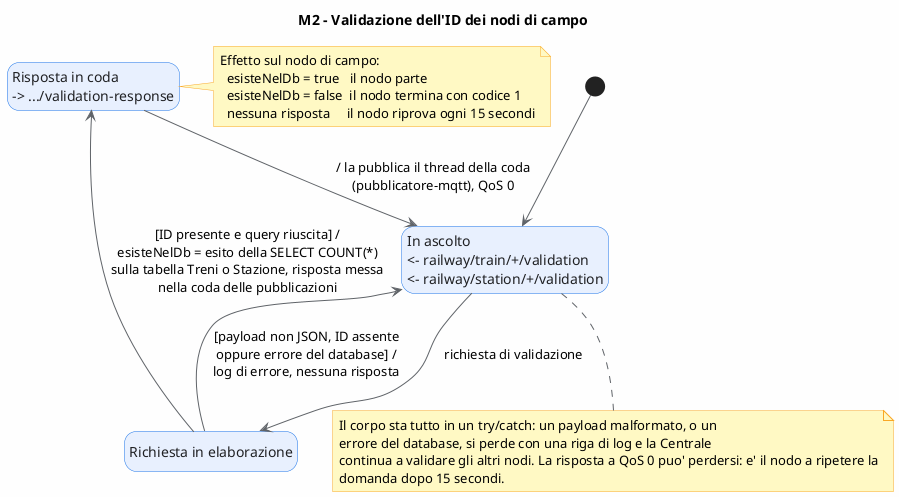 M2 - Validazione dell'ID dei nodi di campo
Risposta in coda
-> .../validation-response
Effetto sul nodo di campo:
esisteNelDb = true   il nodo parte
esisteNelDb = false  il nodo termina con codice 1
nessuna risposta     il nodo riprova ogni 15 secondi
/ la pubblica il thread della coda
(pubblicatore-mqtt), QoS 0
In ascolto
<- railway/train/+/validation
<- railway/station/+/validation
[ID presente e query riuscita] /
esisteNelDb = esito della SELECT COUNT(*)
sulla tabella Treni o Stazione, risposta messa
nella coda delle pubblicazioni
[payload non JSON, ID assente
oppure errore del database] /
log di errore, nessuna risposta
richiesta di validazione
Richiesta in elaborazione
Il corpo sta tutto in un try/catch: un payload malformato, o un
errore del database, si perde con una riga di log e la Centrale
continua a validare gli altri nodi. La risposta a QoS 0 puo' perdersi: e' il nodo a ripetere la
domanda dopo 15 secondi.